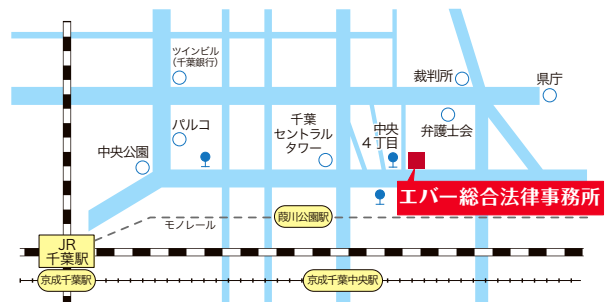 ツインビル
（千葉銀行）
裁判所
県庁
パルコ
千葉
セントラル
タワー
中央
4丁目
弁護士会
中央公園
エバー総合法律事務所
葭川公園駅
モノレール
JR
千葉駅
京成千葉駅
京成千葉中央駅